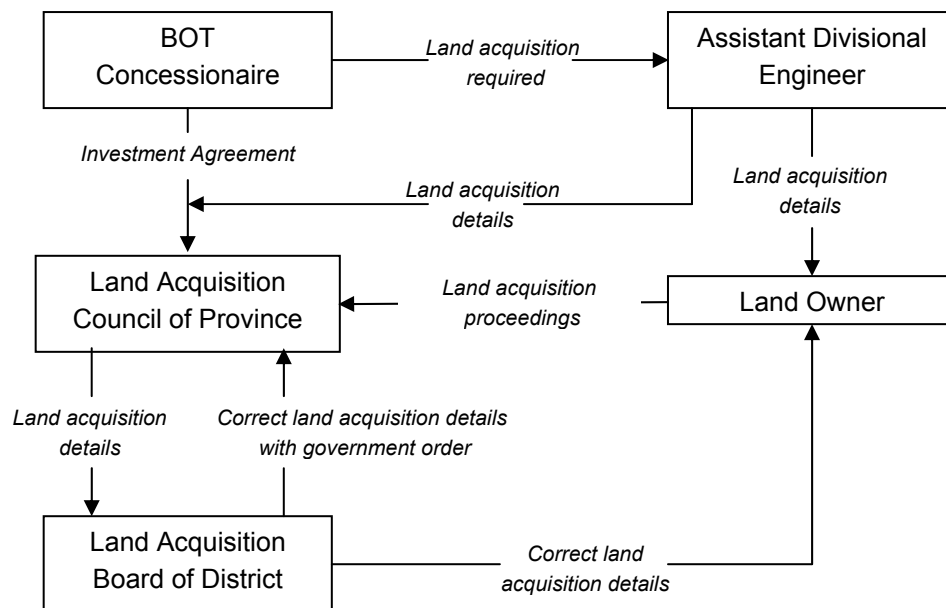 BOT
Concessionaire
Land acquisition
required
Assistant Divisional
Engineer
Investment Agreement
Land acquisition
details
Land acquisition
details
Land Acquisition
Council of Province
Land acquisition
proceedings
Land Owner
Land acquisition
details
Correct land acquisition details
with government order
Land Acquisition
Board of District
Correct land
acquisition details